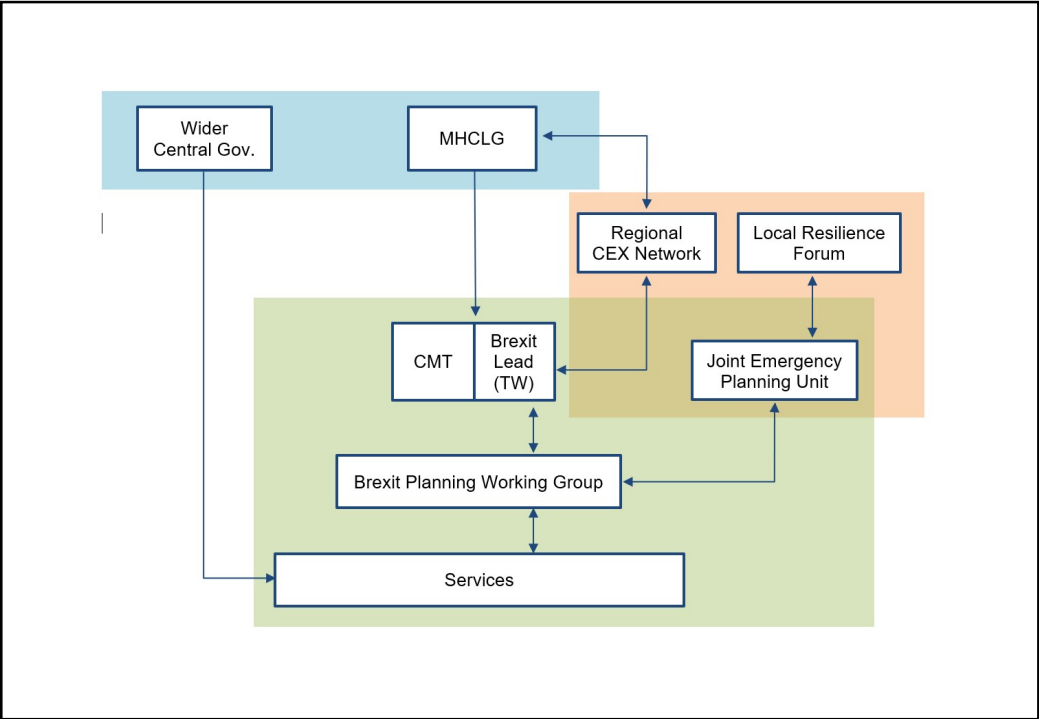 Wider
Central Gov.
MHCLG
Regional
CEX Network
Local Resilience
Forum
CMT
Brexit
Lead
(TW)
Joint Emergency
Planning Unit
Brexit Planning Working Group
Services